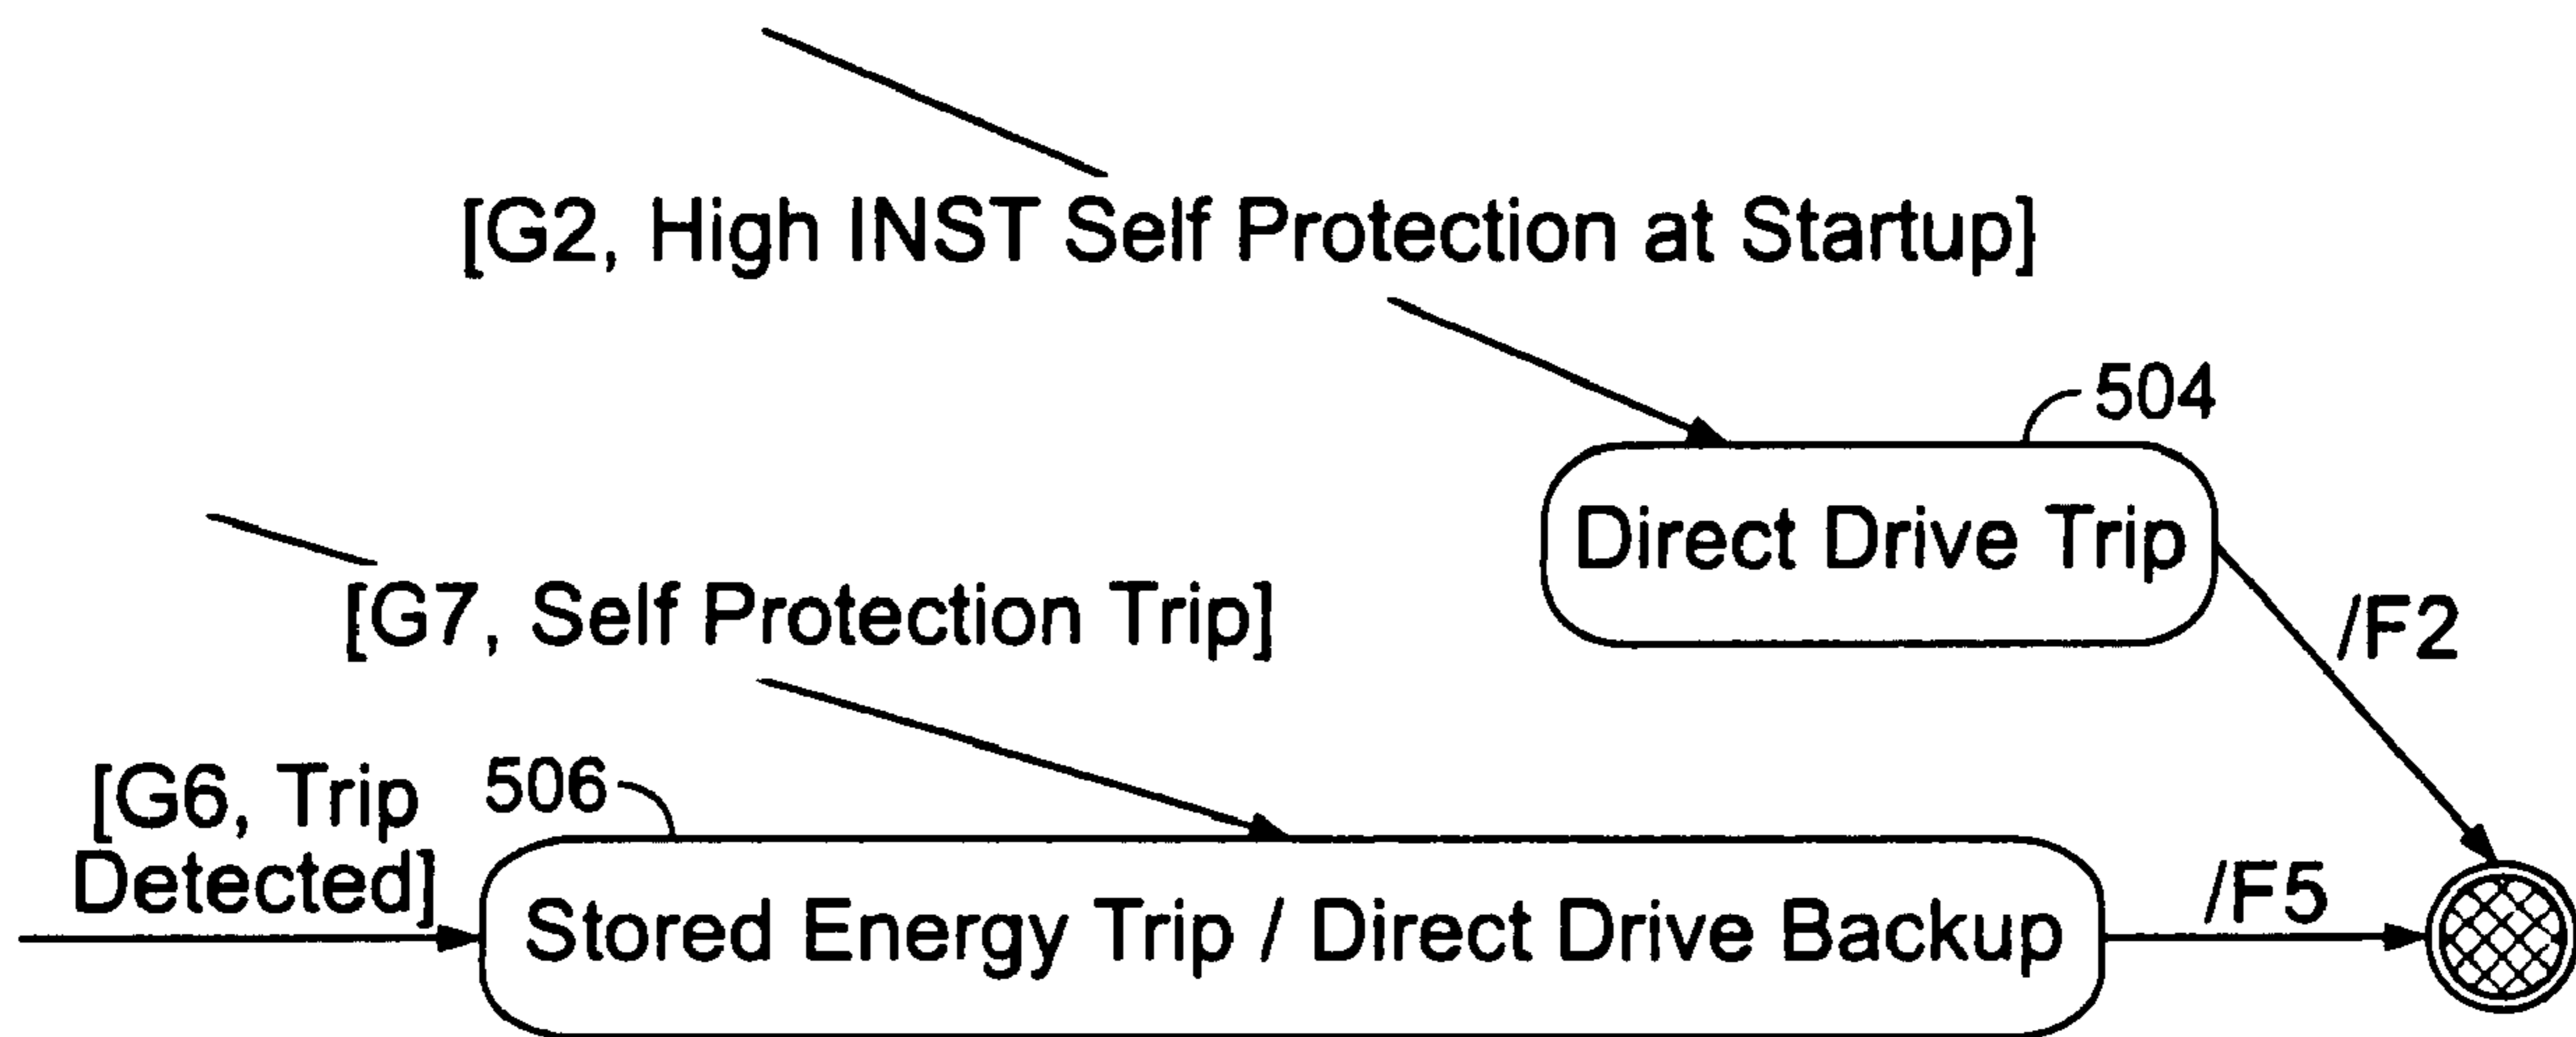 [G2, High INST Self Protection at Startup]
504
Direct Drive Trip
/F2
[G7, Self Protection Trip]
[G6, Trip
Detected]
506
Stored Energy Trip / Direct Drive Backup
/F5